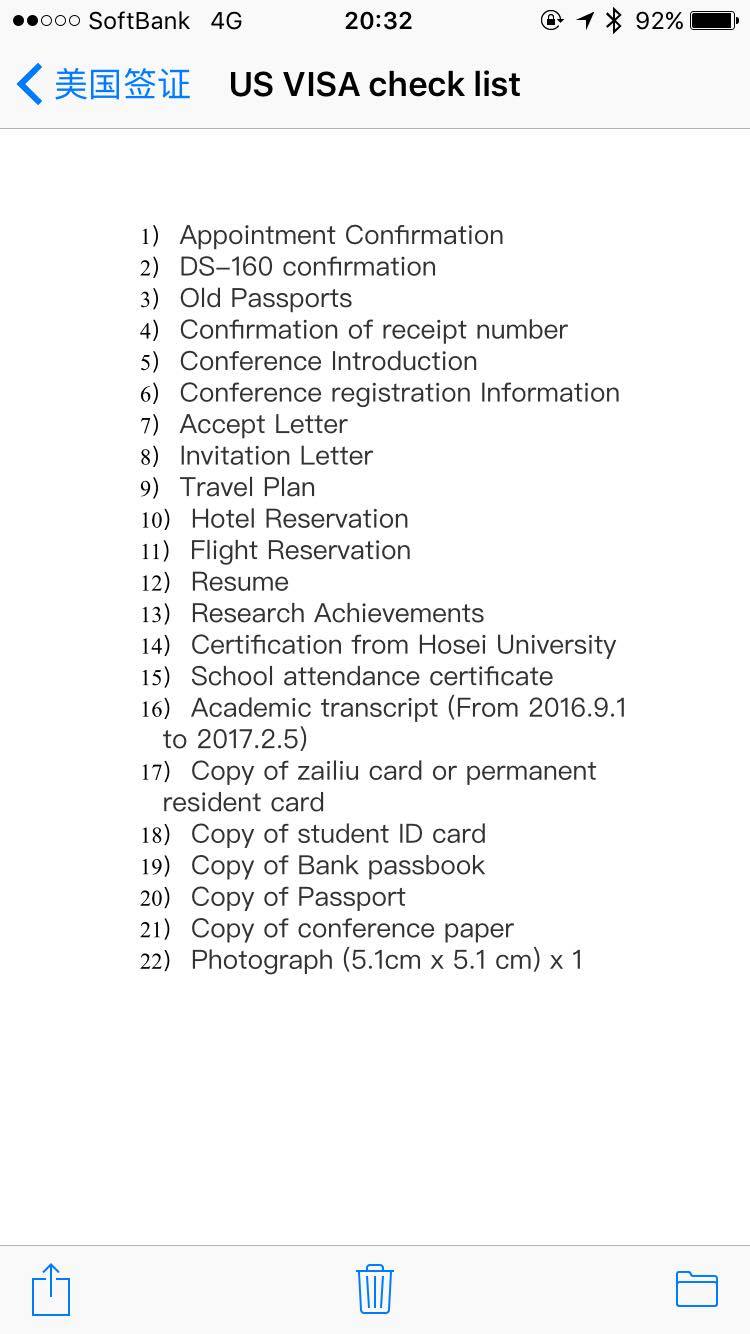 SoftBank 4G 20:32 92%
美国签证 US VISA check list
1) Appointment Confirmation
2) DS-160 confirmation
3) Old Passports
4) Confirmation of receipt number
5) Conference Introduction
6) Conference registration Information
7) Accept Letter
8) Invitation Letter
9) Travel Plan
10) Hotel Reservation
11) Flight Reservation
12) Resume
13) Research Achievements
14) Certification from Hosei University
15) School attendance certificate
16) Academic transcript (From 2016.9.1
to 2017.2.5)
17) Copy of zailiu card or permanent
resident card
18) Copy of student ID card
19) Copy of Bank passbook
20) Copy of Passport
21) Copy of conference paper
22) Photograph (5.1cm x 5.1 cm) x 1